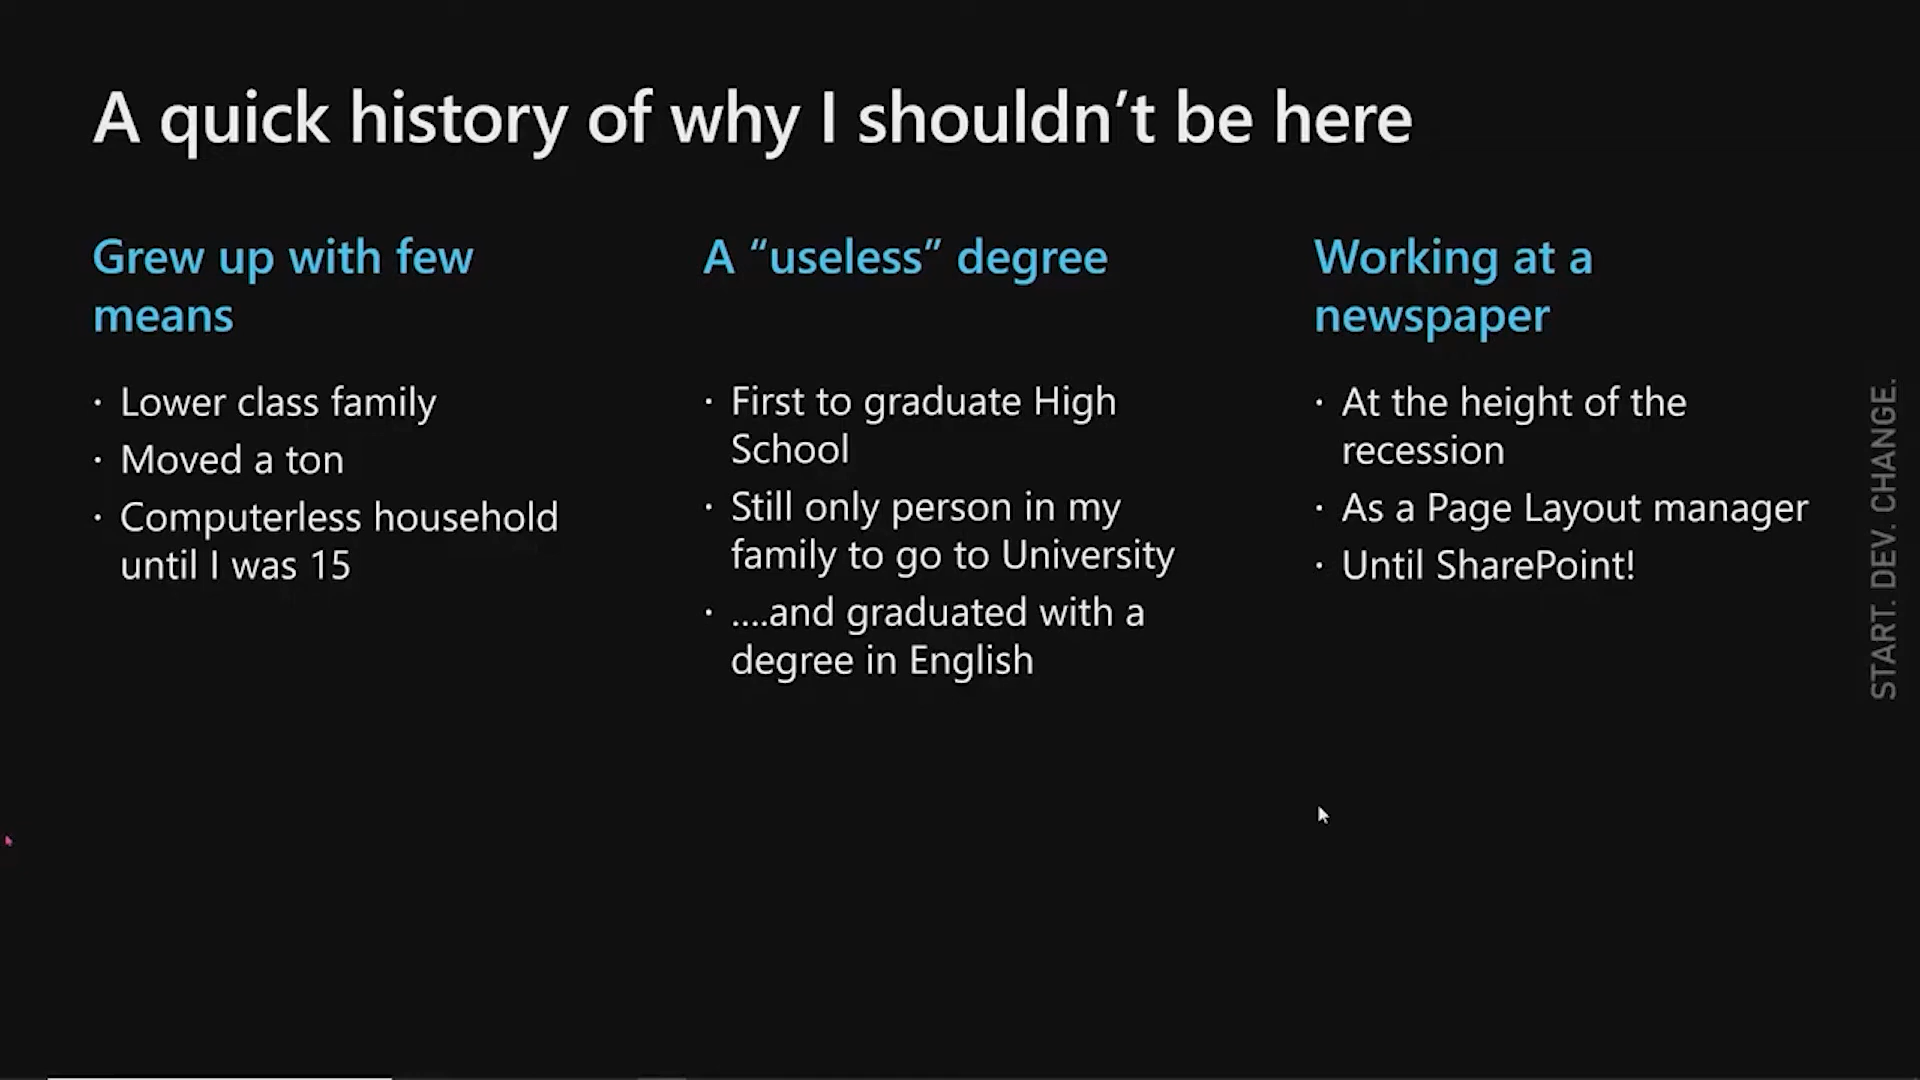 A quick history of why I shouldn’t be here
Grew up with few
means
· Lower class family
· Moved a ton
· Computerless household
until I was 15
A “useless” degree
· First to graduate High
School
· Still only person in my
family to go to University
· ....and graduated with a
degree in English
Working at a
newspaper
· At the height of the
recession
· As a Page Layout manager
· Until SharePoint!
START. DEV. CHANGE.